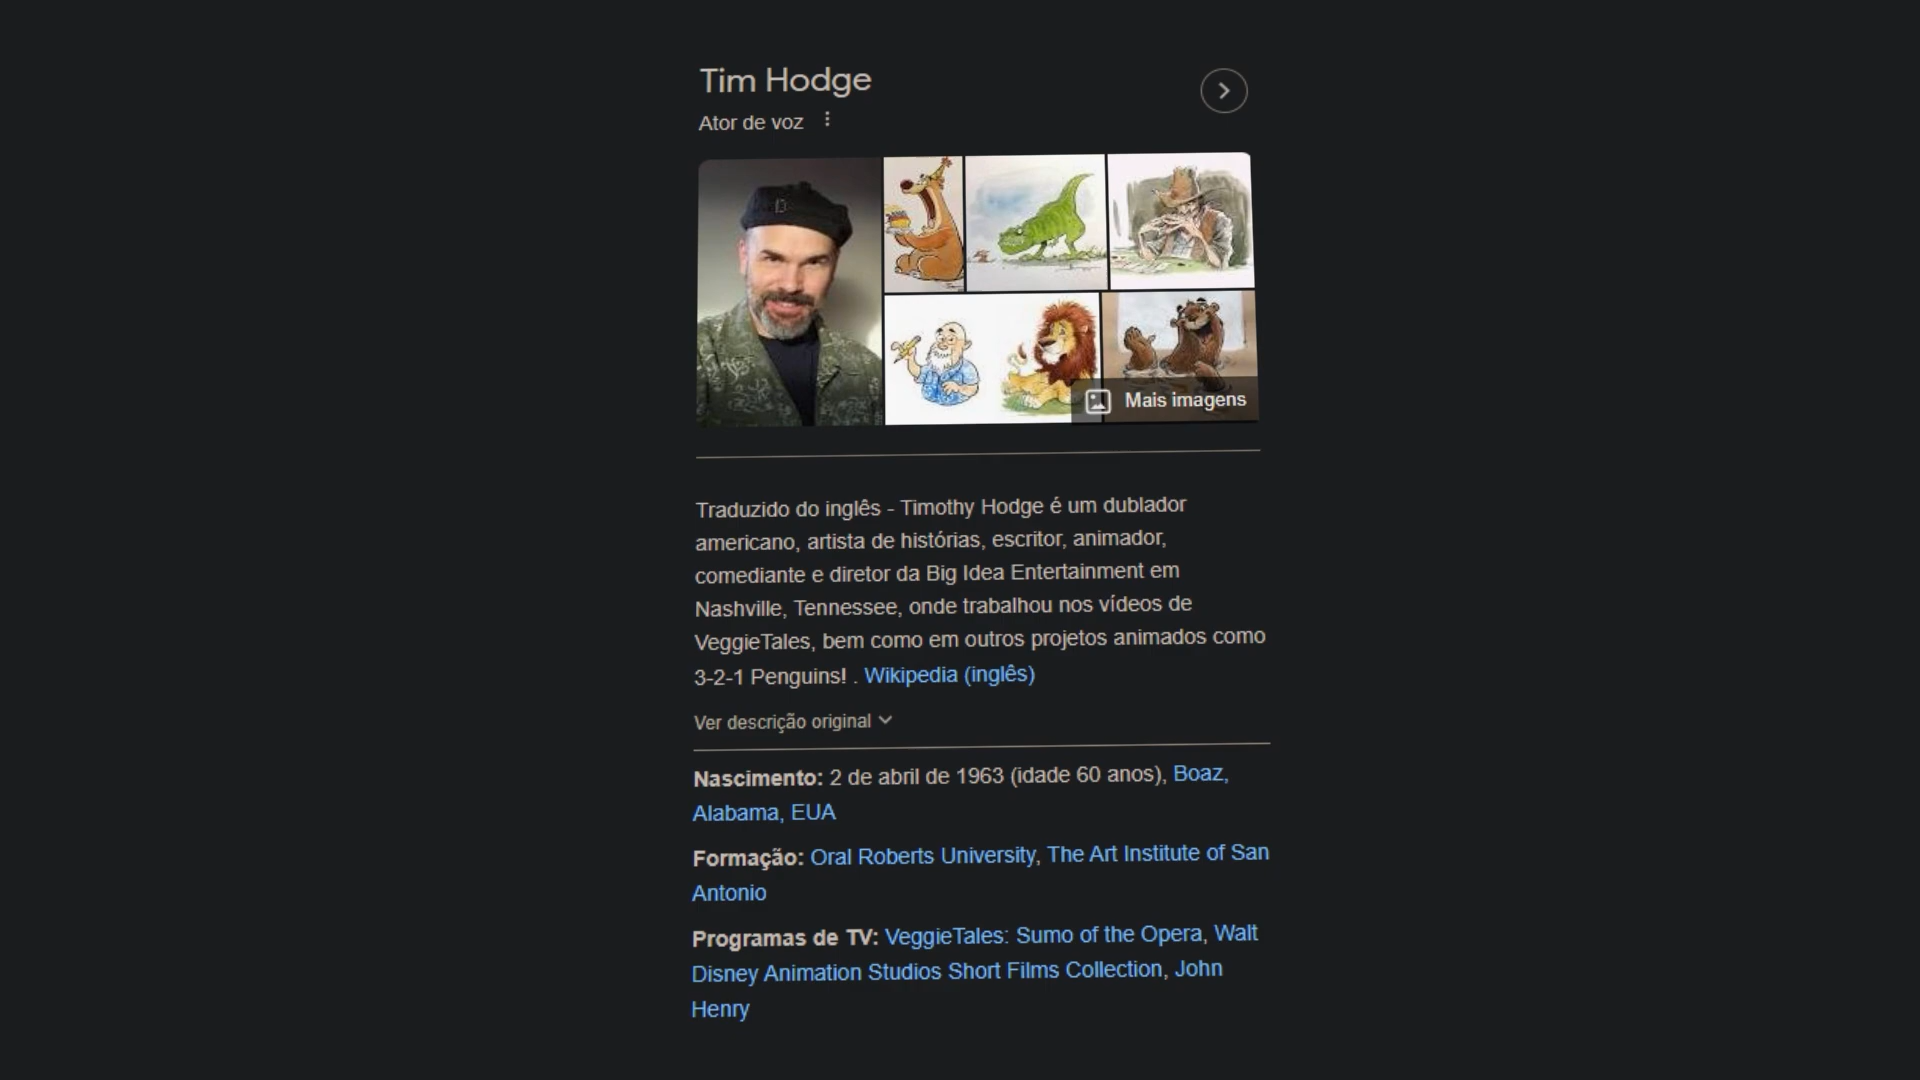 Tim Hodge
Ator de voz
Mais imagens
Traduzido do inglês - Timothy Hodge é um dublador
americano, artista de histórias, escritor, animador,
comediante e diretor da Big Idea Entertainment em
Nashville, Tennessee, onde trabalhou nos vídeos de
VeggieTales, bem como em outros projetos animados como
3-2-1 Penguins! . Wikipedia (inglês)
Ver descrição original
Nascimento: 2 de abril de 1963 (idade 60 anos), Boaz,
Alabama, EUA
Formação: Oral Roberts University, The Art Institute of San
Antonio
Programas de TV: VeggieTales: Sumo of the Opera, Walt
Disney Animation Studios Short Films Collection, John
Henry